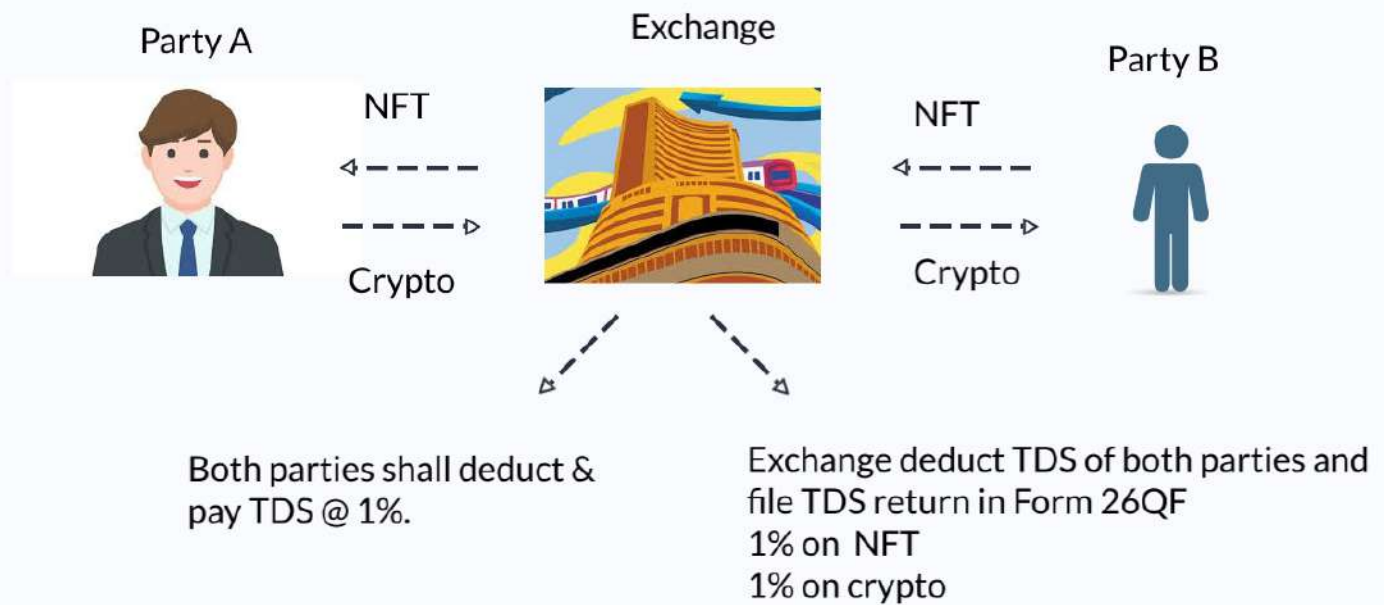 Party A
Exchange
Party B
NFT
NFT
Crypto
Crypto
Both parties shall deduct &
pay TDS @ 1%.
Exchange deduct TDS of both parties and
file TDS return in Form 26QF
1% on NFT
1% on crypto